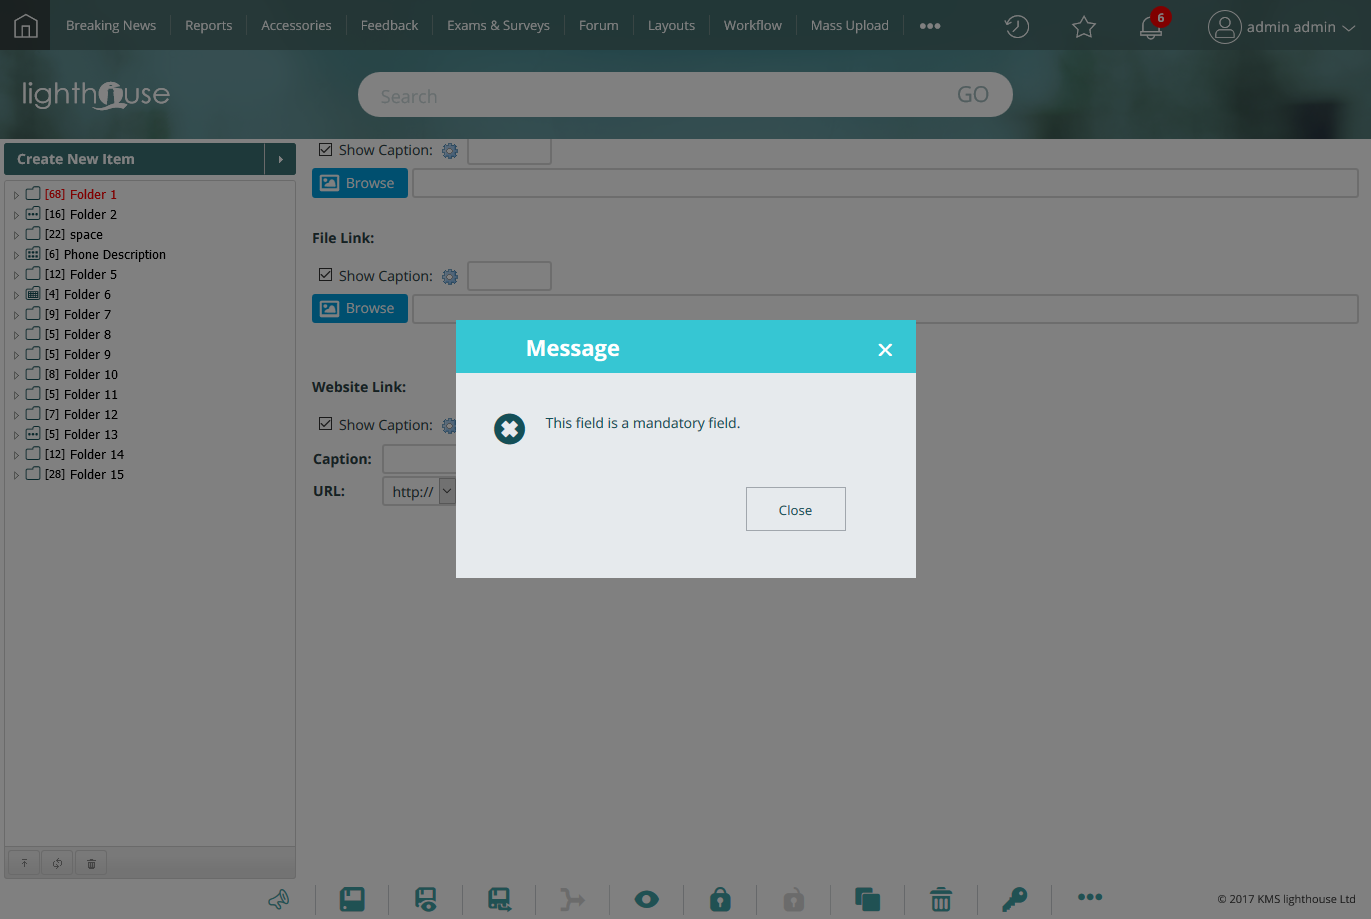 Breaking News
Reports
Accessories
Feedback
Exams & Surveys
Forum
Layouts
Workflow
Mass Upload
6
admin admin
lighthouse
Search
GO
Create New Item
[68] Folder 1
[16] Folder 2
[22] space
[6] Phone Description
[12] Folder 5
[4] Folder 6
[9] Folder 7
[5] Folder 8
[5] Folder 9
[8] Folder 10
[5] Folder 11
[7] Folder 12
[5] Folder 13
[12] Folder 14
[28] Folder 15
Show Caption:
Browse
File Link:
Show Caption:
Browse
Website Link:
Show Caption:
Caption:
URL:
http://
Message
This field is a mandatory field.
Close
© 2017 KMS lighthouse Ltd